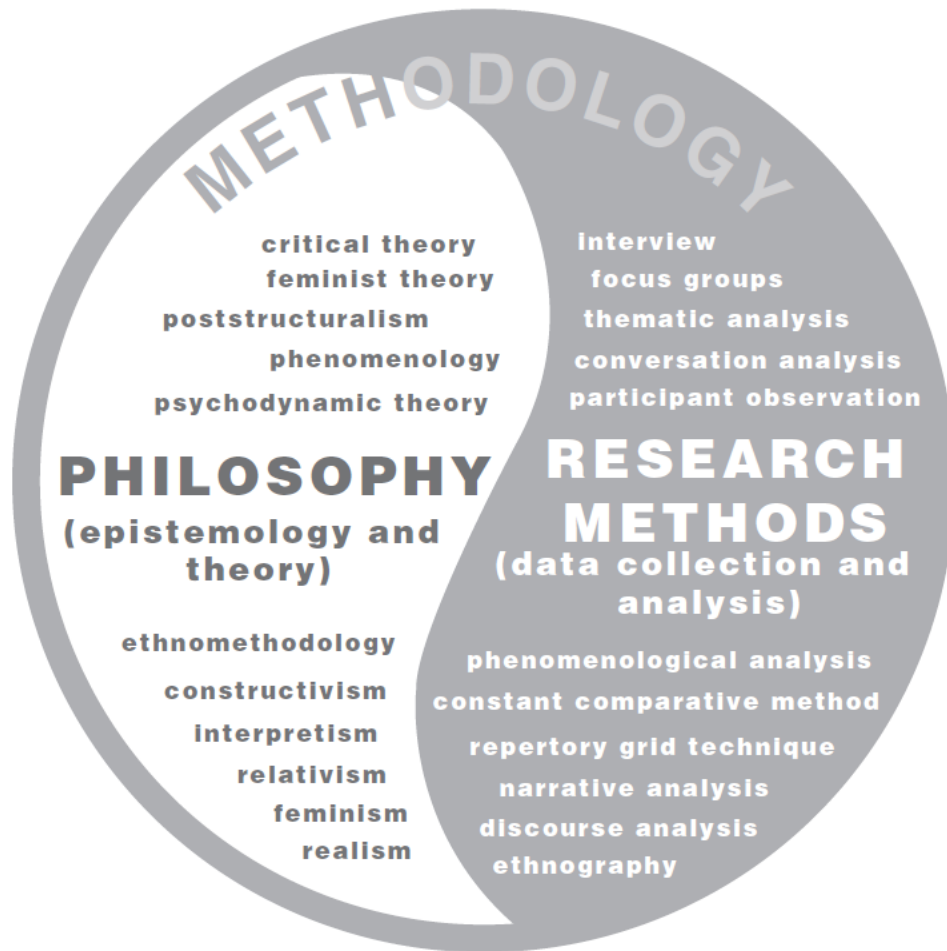 METHODOLOGY
critical theory
feminist theory
poststructuralism
phenomenology
psychodynamic theory
PHILOSOPHY
(epistemology and
theory)
ethnomethodology
constructivism
interpretism
relativism
feminism
realism
interview
focus groups
thematic analysis
conversation analysis
participant observation
RESEARCH
METHODS
(data collection and
analysis)
phenomenological analysis
constant comparative method
repertory grid technique
narrative analysis
discourse analysis
ethnography